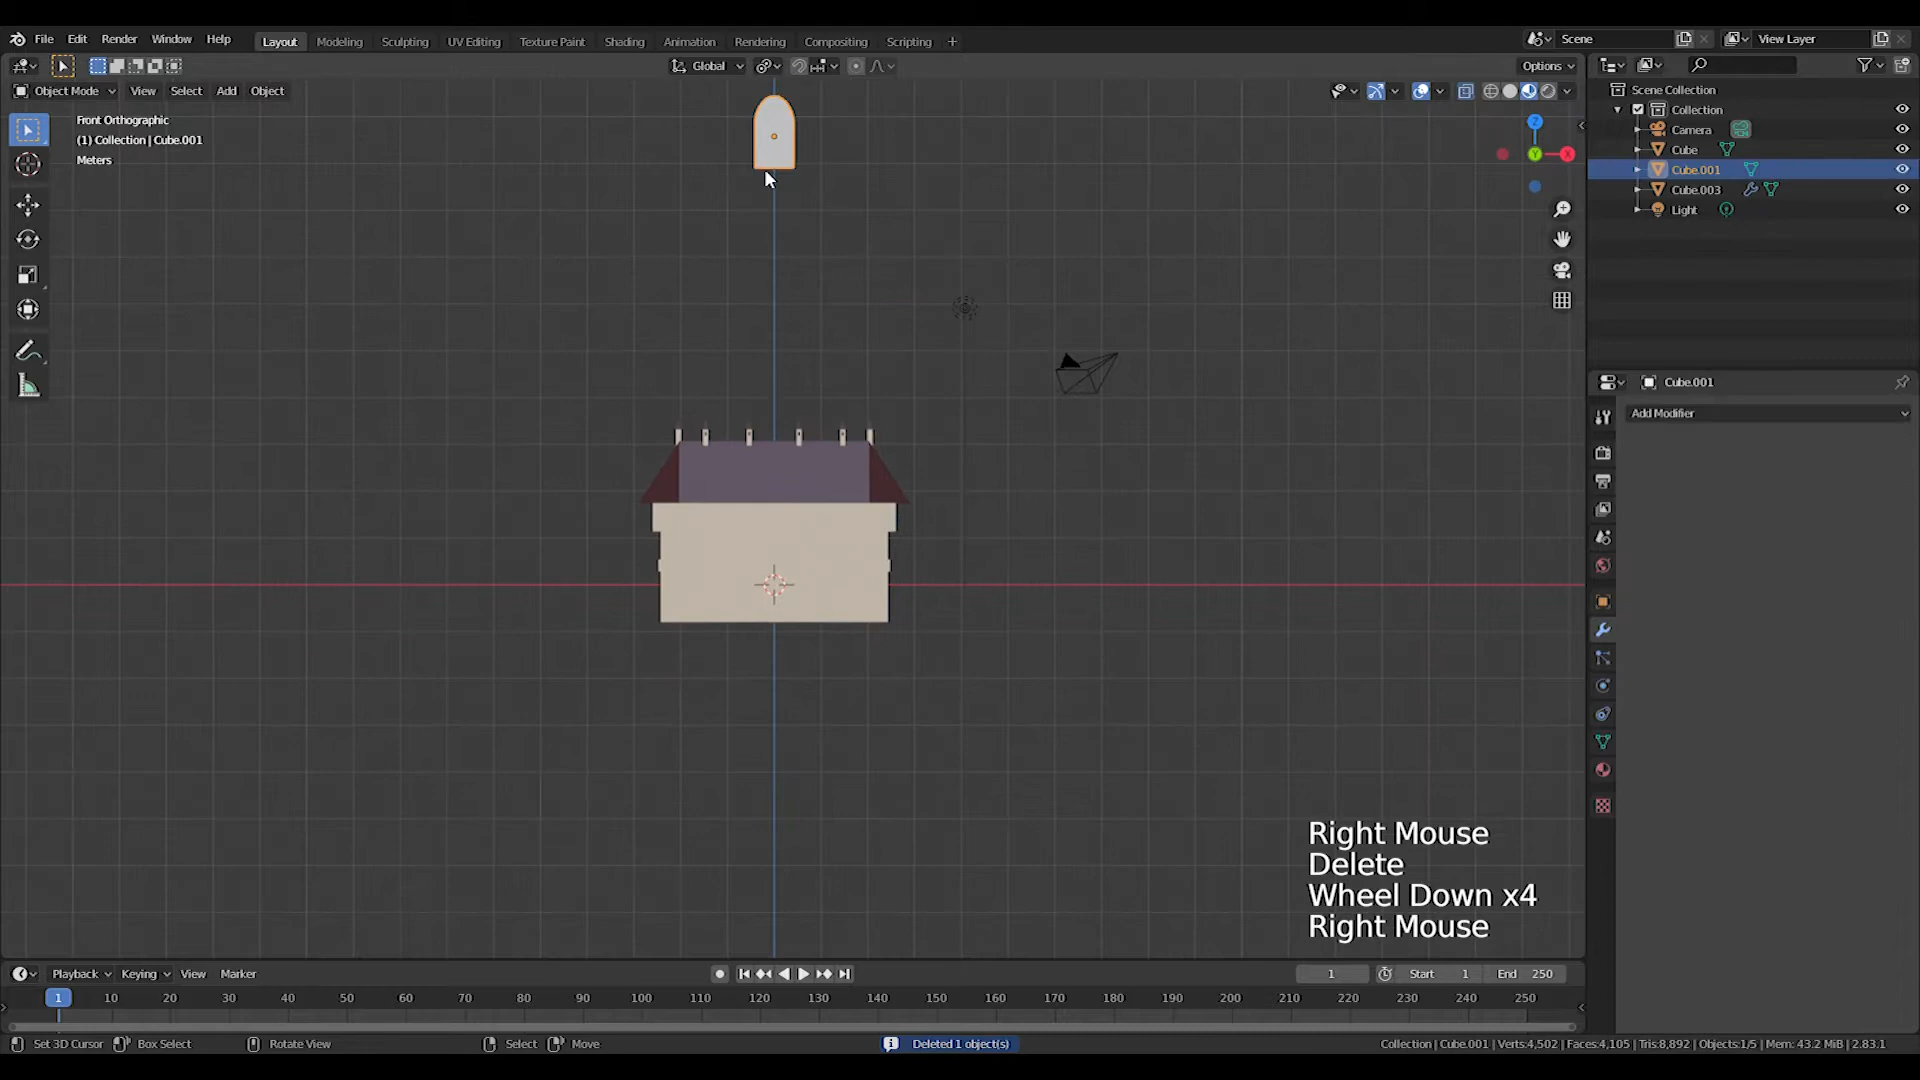 File Edit Render Window Help Layout Modeling Sculpting UV Editing Texture Paint Shading Animation Rendering Compositing Scripting + Scene View Layer
Global Options
Object Mode View Select Add Object
Front Orthographic
(1) Collection | Cube.001
Meters
Z
Y
X
Scene Collection
Collection
Camera
Cube
Cube.001
Cube.003
Light
Cube.001
Add Modifier
Right Mouse
Delete
Wheel Down x4
Right Mouse
Playback Keying View Marker 1 Start 1 End 250
1 10 20 30 40 50 60 70 80 90 100 110 120 130 140 150 160 170 180 190 200 210 220 230 240 250
Set 3D Cursor Box Select Rotate View Select Move Deleted 1 object(s) Collection | Cube.001 | Verts:4,502 | Faces:4,105 | Tris:8,892 | Objects:1/5 | Mem: 43.2 MiB | 2.83.1